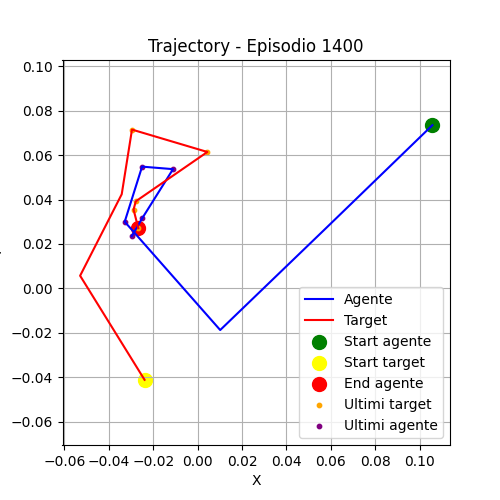 Trajectory - Episodio 1400
0.10
0.08
0.06
0.04
0.02
0.00
−0.02
−0.04
−0.06
−0.06 −0.04 −0.02 0.00 0.02 0.04 0.06 0.08 0.10
X
Agente
Target
Start agente
Start target
End agente
Ultimi target
Ultimi agente